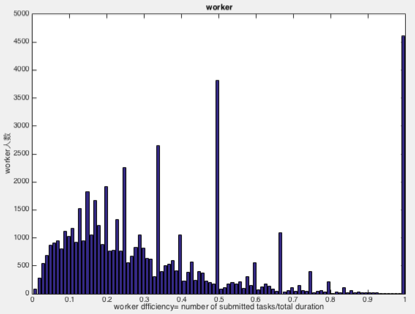 worker
5000
4500
4000
3500
3000
2500
2000
1500
1000
500
0
worker人数
0 0.1 0.2 0.3 0.4 0.5 0.6 0.7 0.8 0.9 1
worker dfficiency= number of submitted tasks/total duration